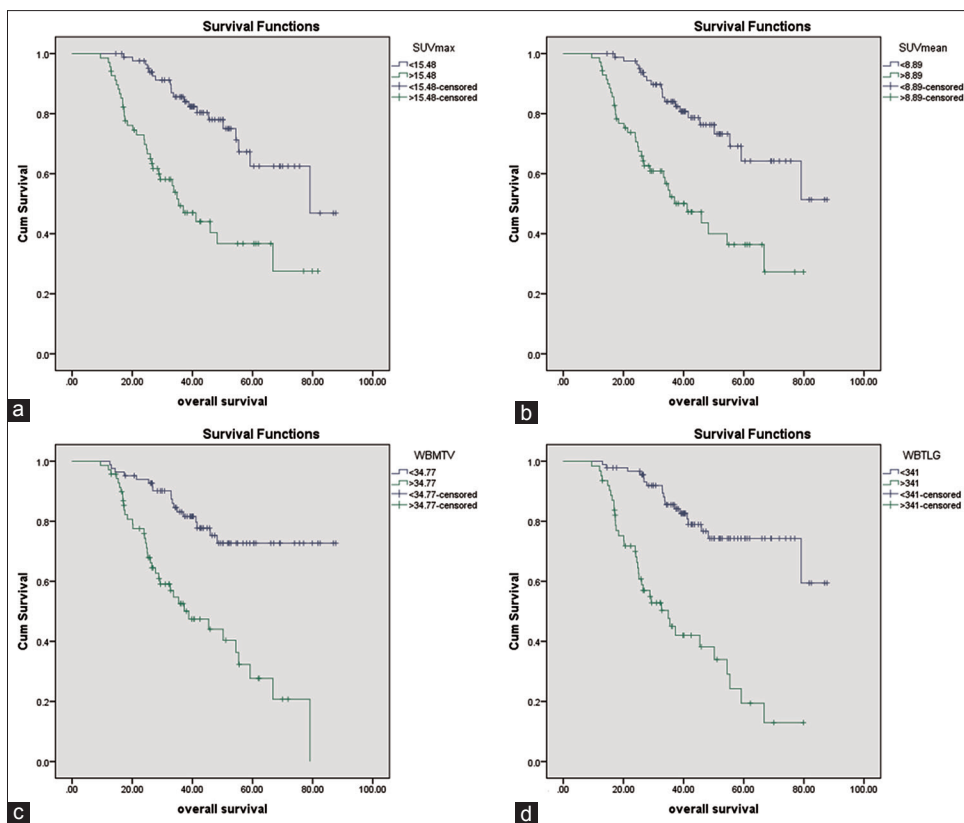 Survival Functions
SUVmax
<15.48
>15.48
<15.48-censored
>15.48-censored
Cum Survival
1.0
0.8
0.6
0.4
0.2
0.0
.00 20.00 40.00 60.00 80.00 100.00
overall survival
a
Survival Functions
SUVmean
<8.89
>8.89
<8.89-censored
>8.89-censored
Cum Survival
1.0
0.8
0.6
0.4
0.2
0.0
.00 20.00 40.00 60.00 80.00 100.00
overall survival
b
Survival Functions
WBMTV
<34.77
>34.77
<34.77-censored
>34.77-censored
Cum Survival
1.0
0.8
0.6
0.4
0.2
0.0
.00 20.00 40.00 60.00 80.00 100.00
overall survival
c
Survival Functions
WBTLG
<341
>341
<341-censored
>341-censored
Cum Survival
1.0
0.8
0.6
0.4
0.2
0.0
.00 20.00 40.00 60.00 80.00 100.00
overall survival
d